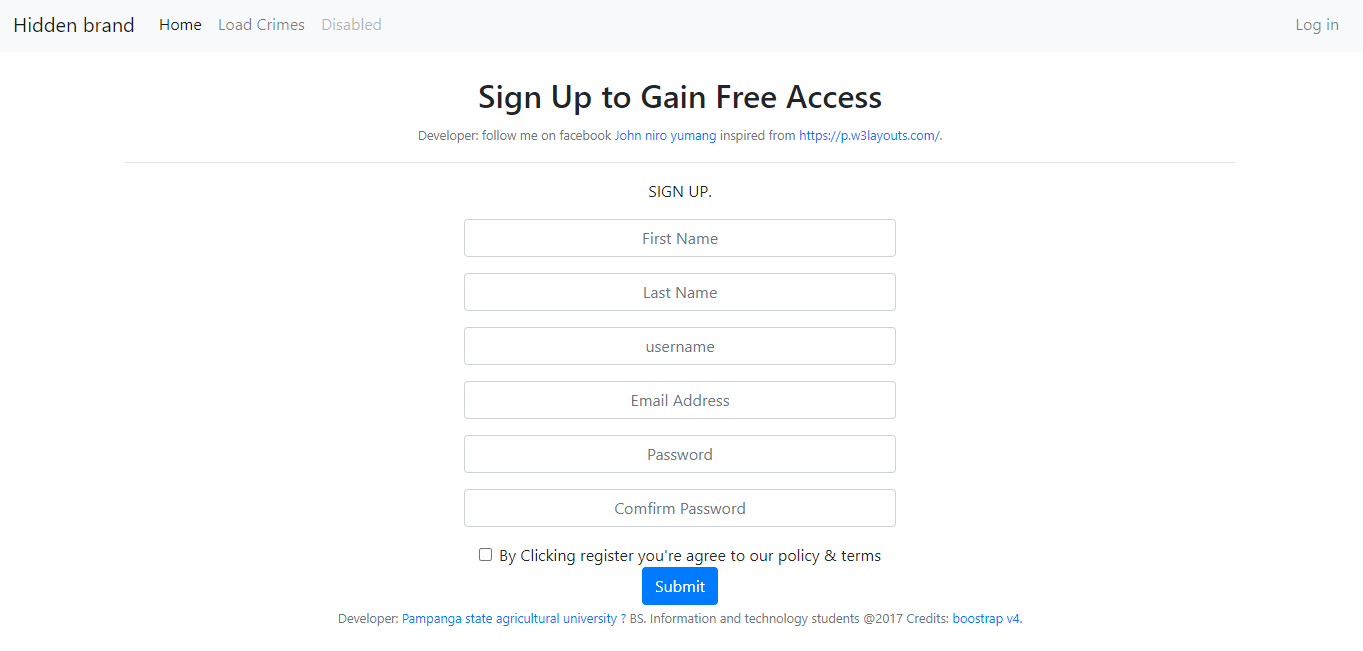 Hidden brand Home Load Crimes Disabled Log in
Sign Up to Gain Free Access
Developer: follow me on facebook John niro yumang inspired from https://p.w3layouts.com/.
SIGN UP.
First Name
Last Name
username
Email Address
Password
Comfirm Password
By Clicking register you're agree to our policy & terms
Submit
Developer: Pampanga state agricultural university ? BS. Information and technology students @2017 Credits: boostrap v4.